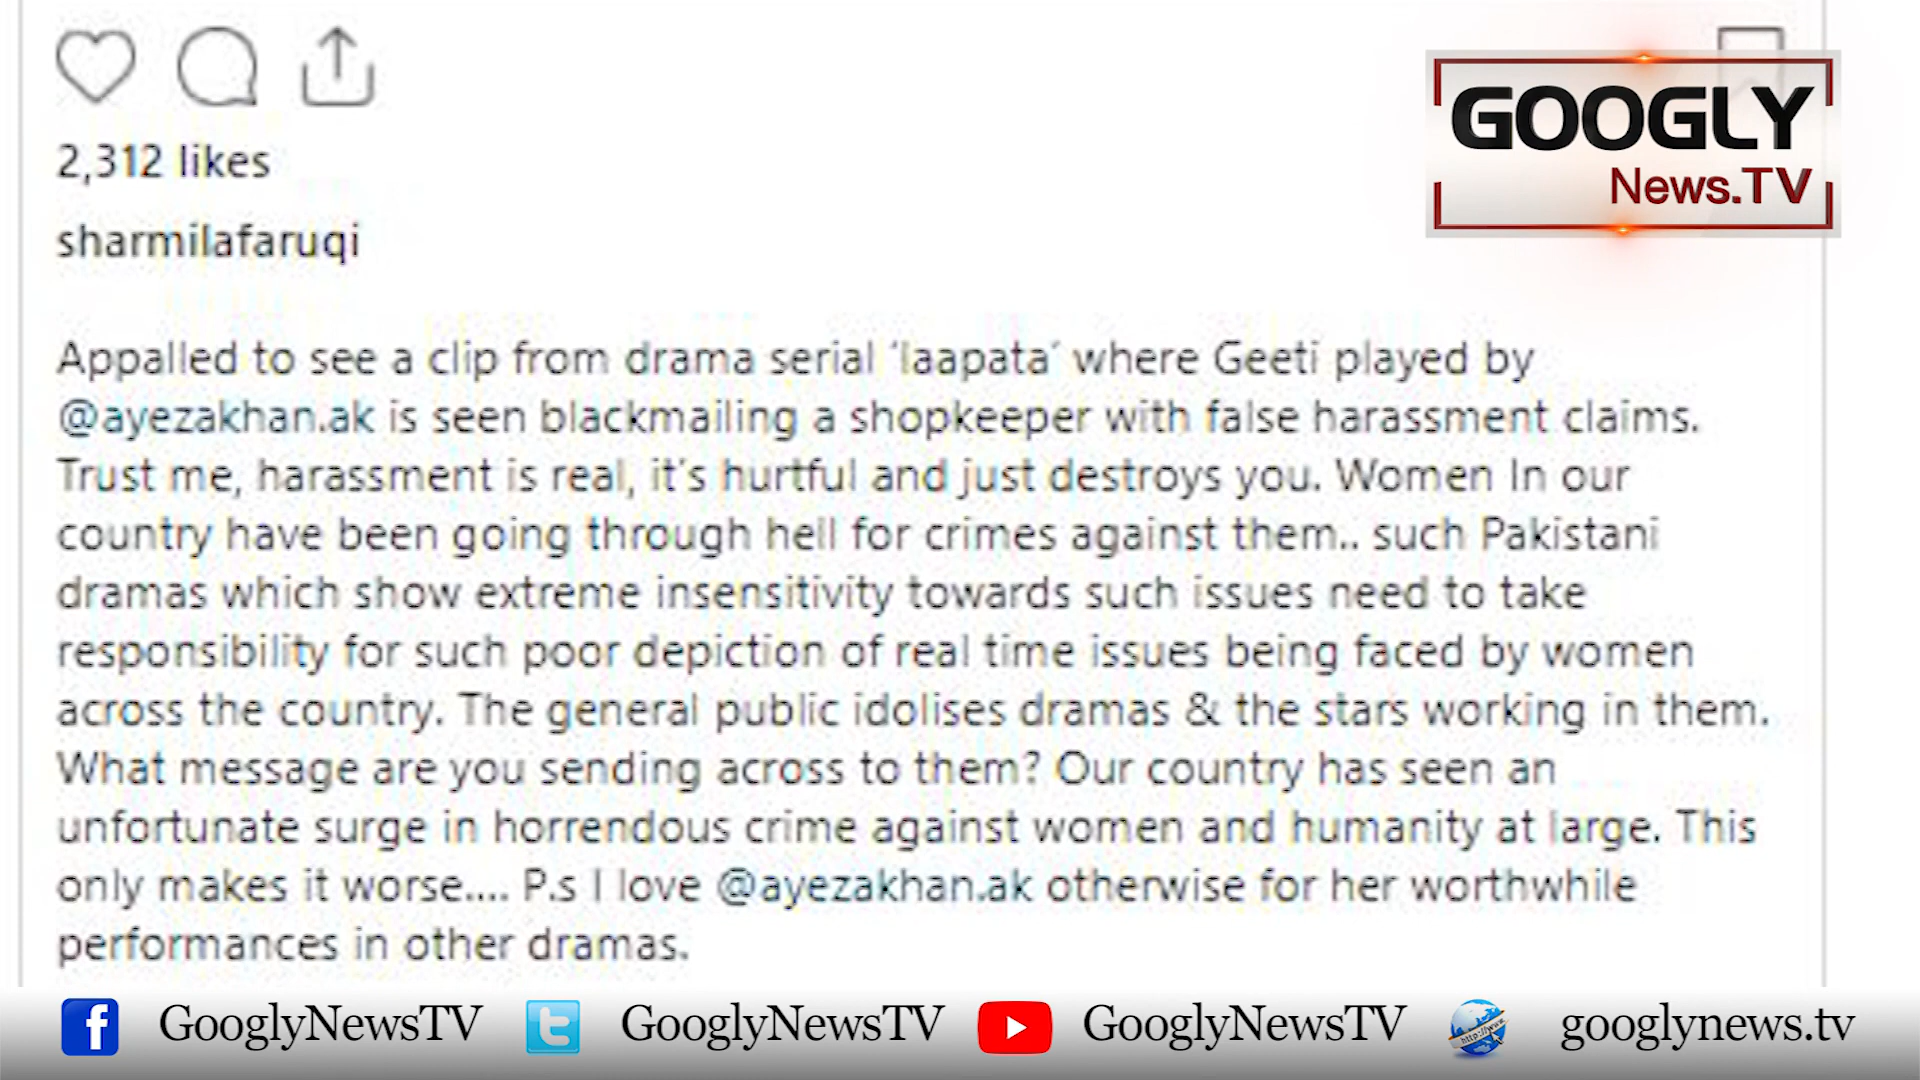 GOOGLY
News.TV
2,312 likes
sharmilafaruqi
Appalled to see a clip from drama serial ´laapata´ where Geeti played by
@ayezakhan.ak is seen blackmailing a shopkeeper with false harassment claims.
Trust me, harassment is real, it´s hurtful and just destroys you. Women In our
country have been going through hell for crimes against them.. such Pakistani
dramas which show extreme insensitivity towards such issues need to take
responsibility for such poor depiction of real time issues being faced by women
across the country. The general public idolises dramas & the stars working in them.
What message are you sending across to them? Our country has seen an
unfortunate surge in horrendous crime against women and humanity at large. This
only makes it worse.... P.s I love @ayezakhan.ak otherwise for her worthwhile
performances in other dramas.
GooglyNewsTV GooglyNewsTV GooglyNewsTV http://www googlynews.tv